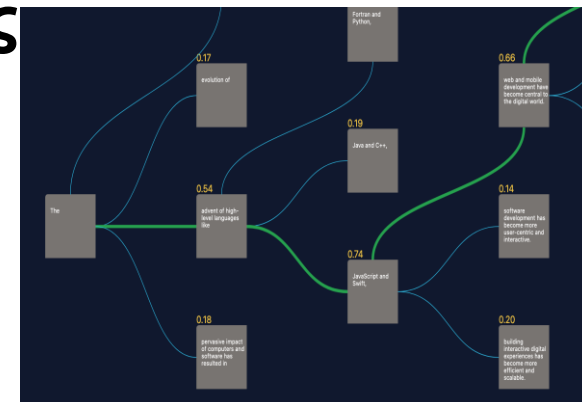 s
Fortran and
Python,
0.17
evolution of
0.66
web and mobile
development have
become central to
the digital world.
0.19
Java and C++,
The
0.54
advent of high-
level languages
like
0.14
software
development has
become more
user-centric and
interactive.
0.74
JavaScript and
Swift,
0.18
pervasive impact
of computers and
software has
resulted in
0.20
building
interactive digital
experiences has
become more
efficient and
scalable.